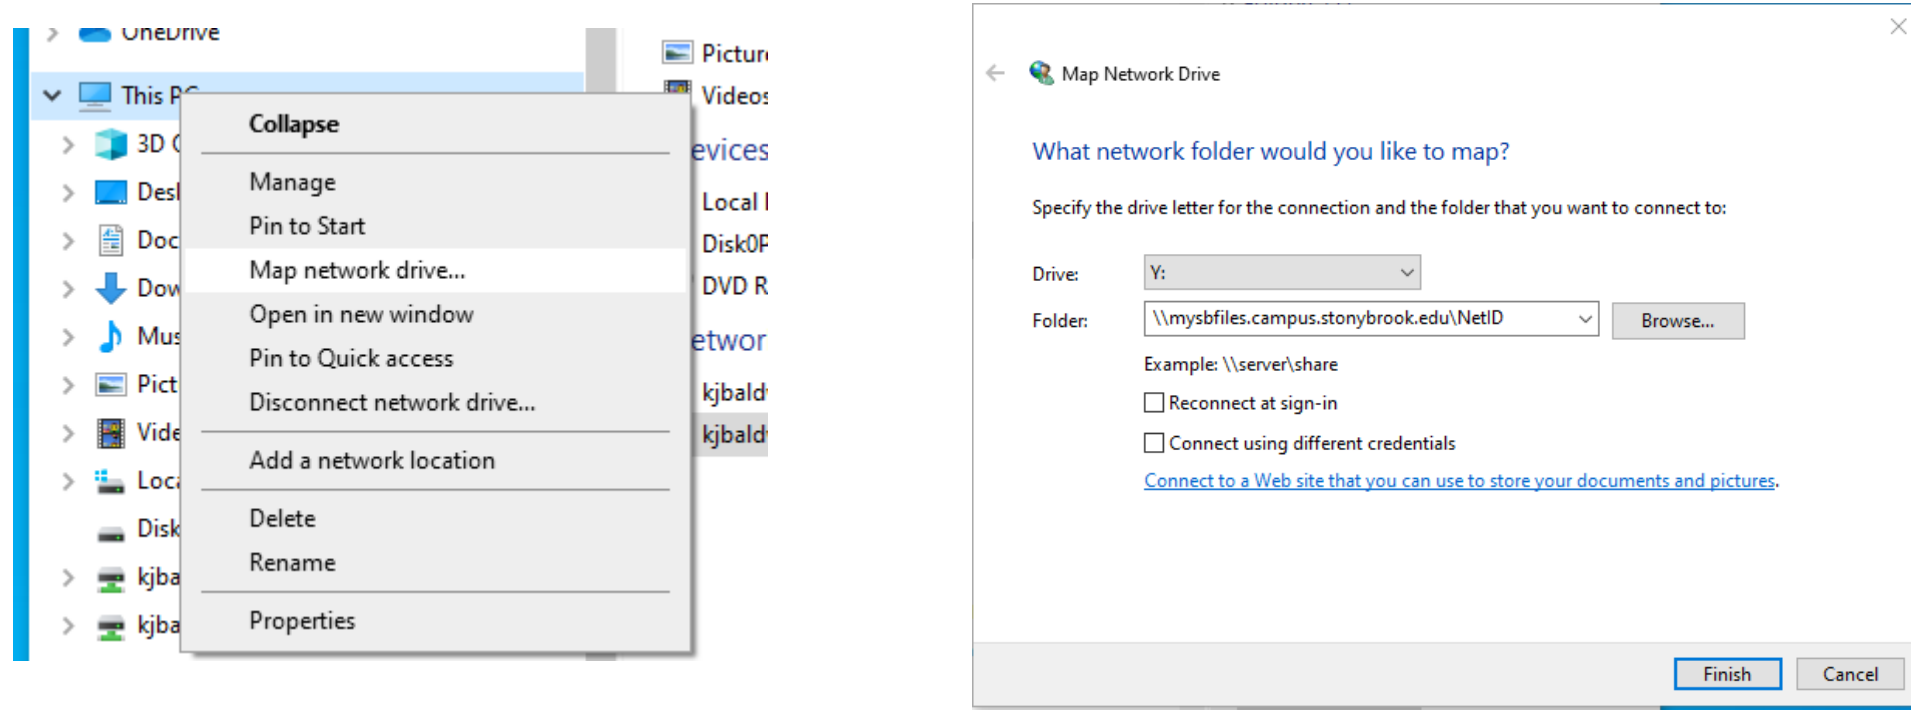 OneDrive
This
Collapse
3D
Manage
Pin to Start
Map network drive...
Open in new window
Pin to Quick access
Disconnect network drive...
Add a network location
Delete
Rename
Properties
Videos
Local
DVD R
Map Network Drive
What network folder would you like to map?
Specify the drive letter for the connection and the folder that you want to connect to:
Drive:
Y:
Folder:
\\mysbfiles.campus.stonybrook.edu\NetID
Browse...
Example: \\server\share
Reconnect at sign-in
Connect using different credentials
Connect to a Web site that you can use to store your documents and pictures.
Finish
Cancel